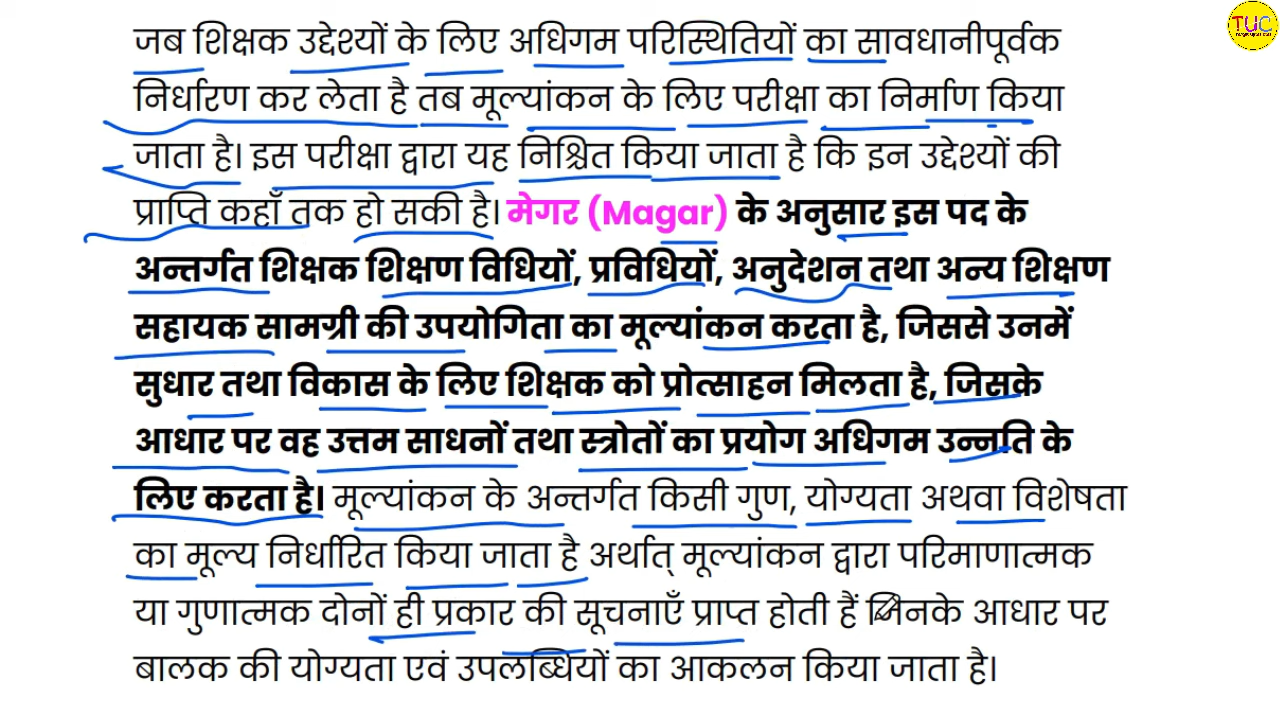 TUC
जब शिक्षक उद्देश्यों के लिए अधिगम परिस्थितियों का सावधानीपूर्वक
निर्धारण कर लेता है तब मूल्यांकन के लिए परीक्षा का निर्माण किया
जाता है। इस परीक्षा द्वारा यह निश्चित किया जाता है कि इन उद्देश्यों की
प्राप्ति कहाँ तक हो सकी है। मेगर (Magar) के अनुसार इस पद के
अन्तर्गत शिक्षक शिक्षण विधियों, प्रविधियों, अनुदेशन तथा अन्य शिक्षण
सहायक सामग्री की उपयोगिता का मूल्यांकन करता है, जिससे उनमें
सुधार तथा विकास के लिए शिक्षक को प्रोत्साहन मिलता है, जिसके
आधार पर वह उत्तम साधनों तथा स्त्रोतों का प्रयोग अधिगम उन्नति के
लिए करता है। मूल्यांकन के अन्तर्गत किसी गुण, योग्यता अथवा विशेषता
का मूल्य निर्धारित किया जाता है अर्थात् मूल्यांकन द्वारा परिमाणात्मक
या गुणात्मक दोनों ही प्रकार की सूचनाएँ प्राप्त होती हैं जिनके आधार पर
बालक की योग्यता एवं उपलब्धियों का आकलन किया जाता है।